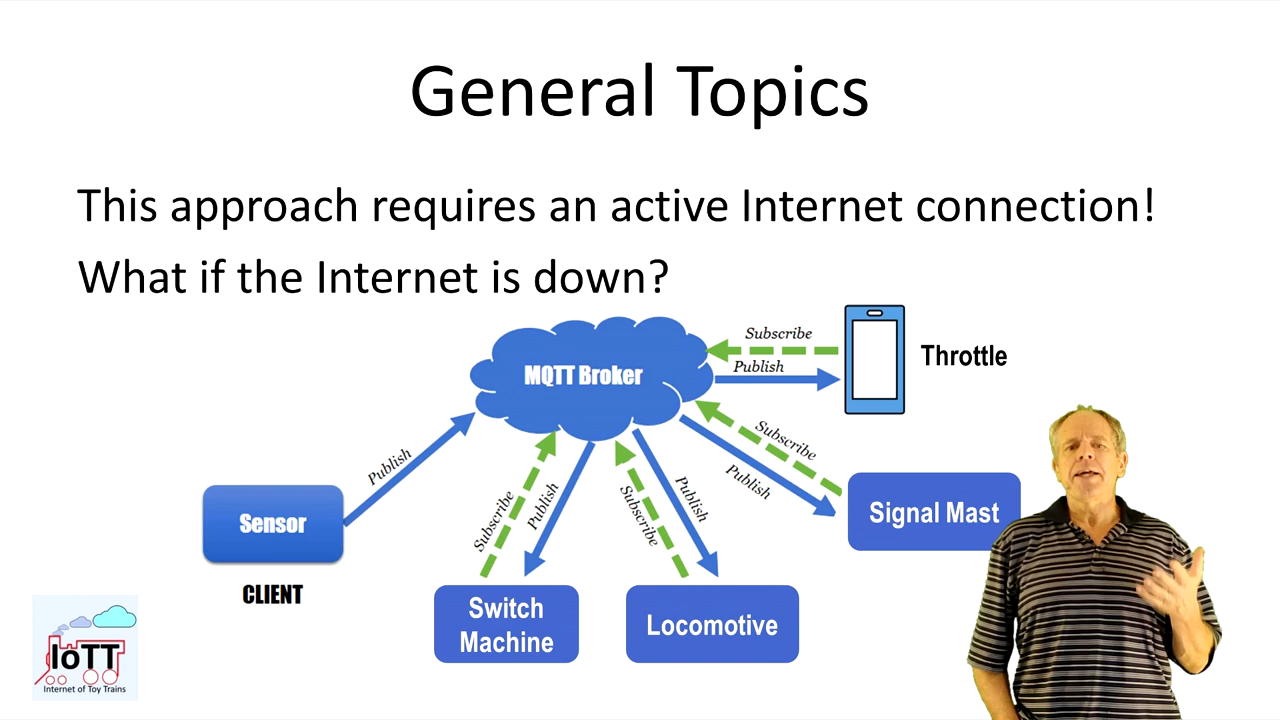 General Topics
This approach requires an active Internet connection!
What if the Internet is down?
Subscribe
MQTT Broker
Publish
Throttle
Subscribe
Publish
Publish
Subscribe
Publish
Subscribe
Publish
Sensor
Signal Mast
CLIENT
Switch
Machine
Locomotive
IoTT
Internet of Toy Trains